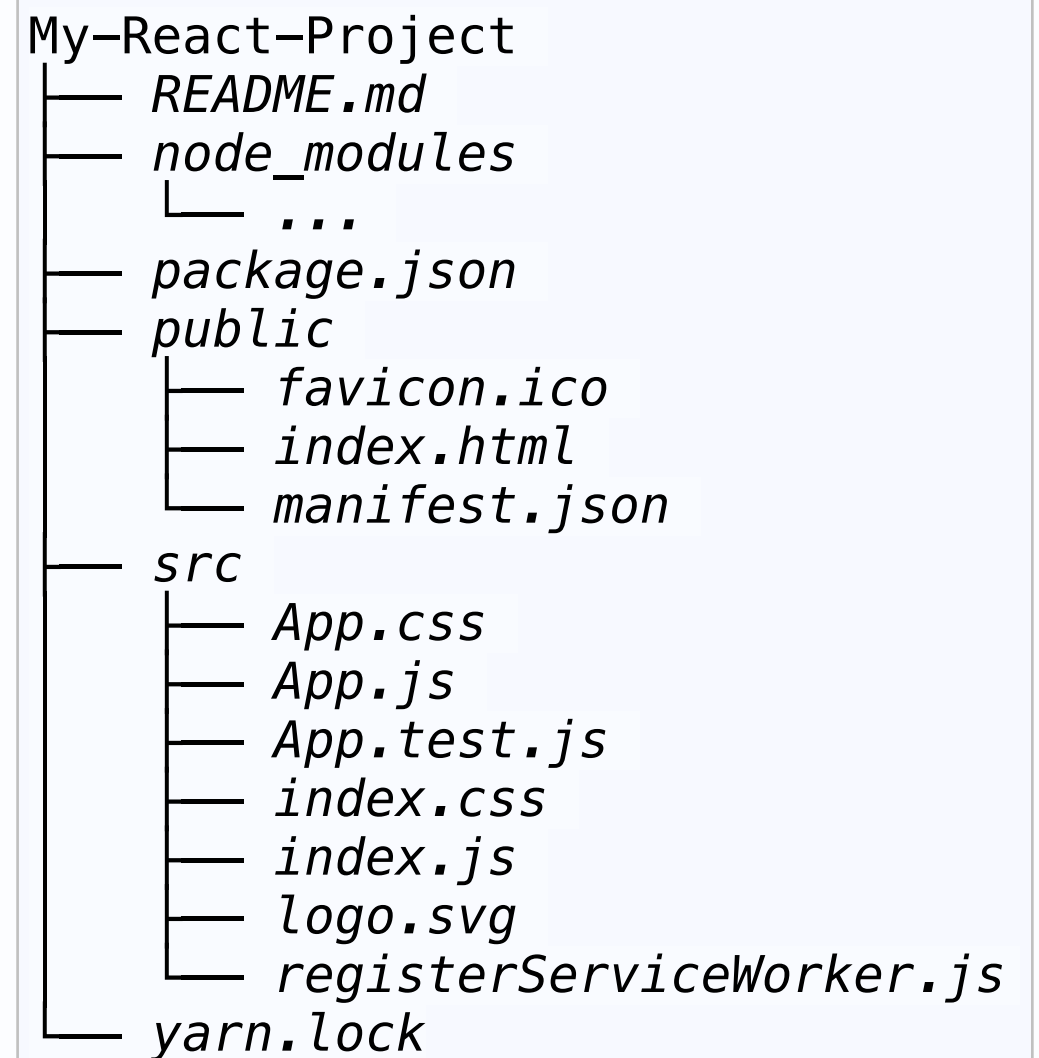 My-React-Project
├── README.md
├── node_modules
│   └── ...
├── package.json
├── public
│   ├── favicon.ico
│   ├── index.html
│   └── manifest.json
├── src
│   ├── App.css
│   ├── App.js
│   ├── App.test.js
│   ├── index.css
│   ├── index.js
│   ├── logo.svg
│   └── registerServiceWorker.js
└── yarn.lock